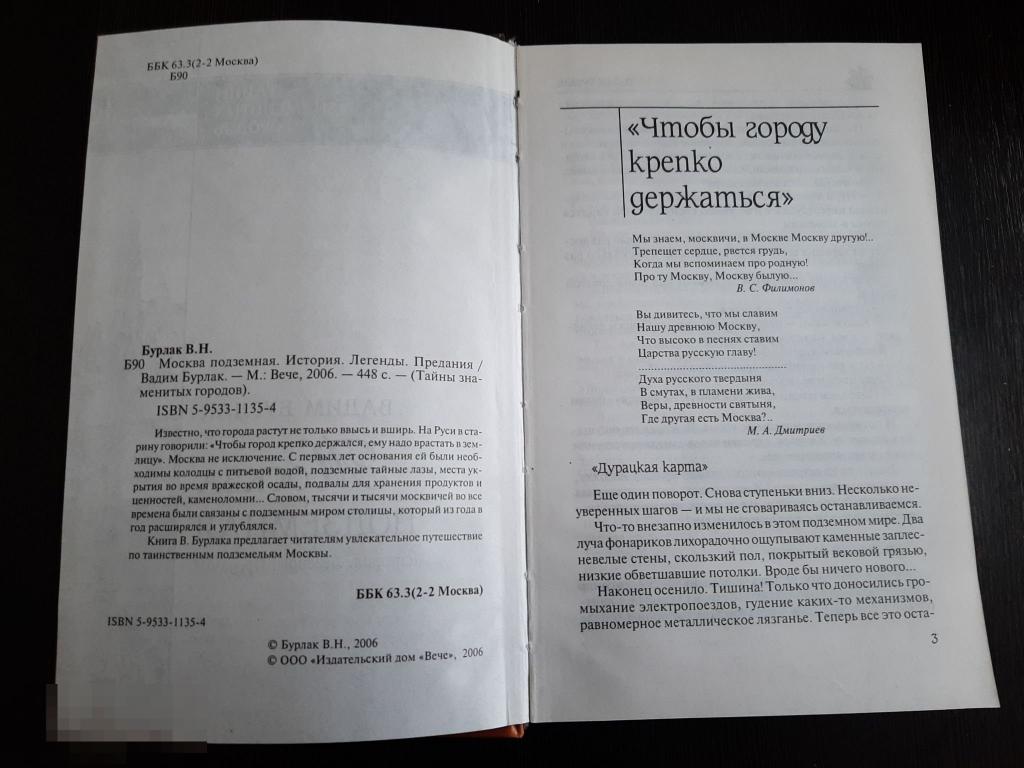 ББК 63.3(2-2 Москва)
Б90
Бурлак В.Н.
Б90 Москва подземная. История. Легенды. Предания /
Вадим Бурлак. — М.: Вече, 2006. — 448 с. — (Тайны зна-
менитых городов).
ISBN 5-9533-1135-4
Известно, что города растут не только ввысь и вширь. На Руси в ста-
рину говорили: «Чтобы город крепко держался, ему надо врастать в зем-
лицу». Москва не исключение. С первых лет основания ей были необ-
ходимы колодцы с питьевой водой, подземные тайные лазы, места ук-
рытия во время вражеской осады, подвалы для хранения продуктов и
ценностей, каменоломни... Словом, тысячи и тысячи москвичей во все
времена были связаны с подземным миром столицы, который из года в
год расширялся и углублялся.
Книга В. Бурлака предлагает читателям увлекательное путешествие
по таинственным подземельям Москвы.
ББК 63.3(2-2 Москва)
ISBN 5-9533-1135-4
© Бурлак В.Н., 2006
© ООО «Издательский дом «Вече», 2006
«Чтобы городу
крепко
держаться»
Мы знаем, москвичи, в Москве Москву другую!..
Трепещет сердце, рвется грудь,
Когда мы вспоминаем про родную!
Про ту Москву, Москву былую...
В. С. Филимонов
Вы дивитесь, что мы славим
Нашу древнюю Москву,
Что высоко в песнях ставим
Царства русскую главу!
..................................................
Духа русского твердыня
В смутах, в пламени жива,
Веры, древности святыня,
Где другая есть Москва?..
М. А. Дмитриев
«Дурацкая карта»
Еще один поворот. Снова ступеньки вниз. Несколько не-
уверенных шагов — и мы не сговариваясь останавливаемся.
Что-то внезапно изменилось в этом подземном мире. Два
луча фонариков лихорадочно ощупывают каменные заплес-
невелые стены, скользкий пол, покрытый вековой грязью,
низкие обветшавшие потолки. Вроде бы ничего нового...
Наконец осенило. Тишина! Только что доносились гро-
мыхание электропоездов, гудение каких-то механизмов,
равномерное металлическое лязганье. Теперь все это оста-
3